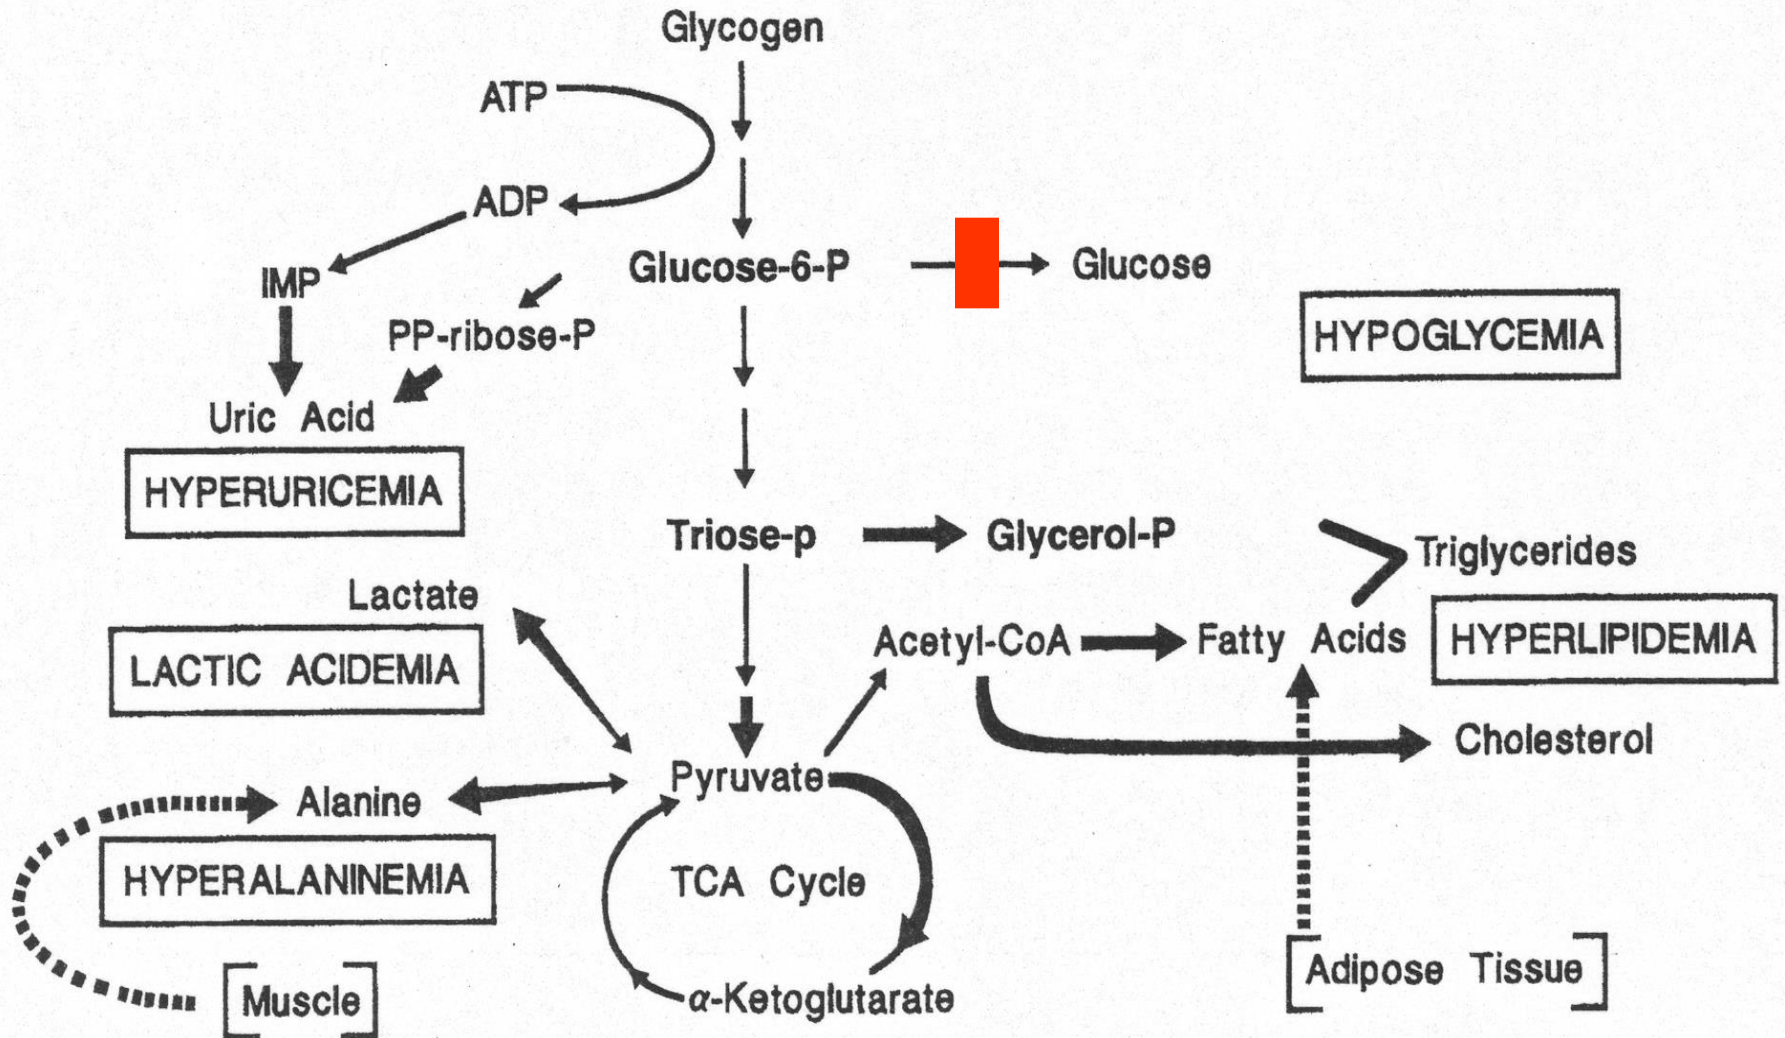 Glycogen
ATP
ADP
Glucose-6-P
Glucose
IMP
PP-ribose-P
HYPOGLYCEMIA
Uric Acid
HYPERURICEMIA
Triose-p
Glycerol-P
Triglycerides
Lactate
Acetyl-CoA
Fatty Acids
HYPERLIPIDEMIA
LACTIC ACIDEMIA
Cholesterol
Pyruvate
Alanine
HYPERALANINEMIA
TCA Cycle
Adipose Tissue
Muscle
α-Ketoglutarate